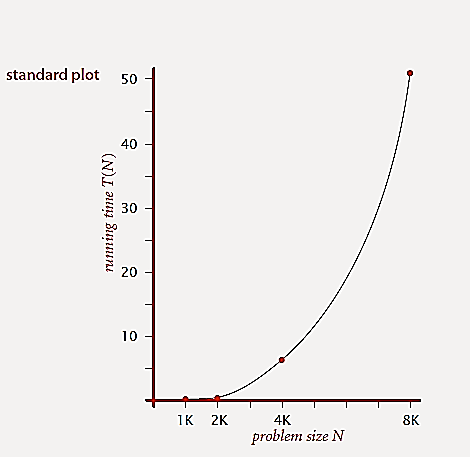 standard plot
50
40
30
20
10
running time T(N)
1K 2K 4K 8K
problem size N